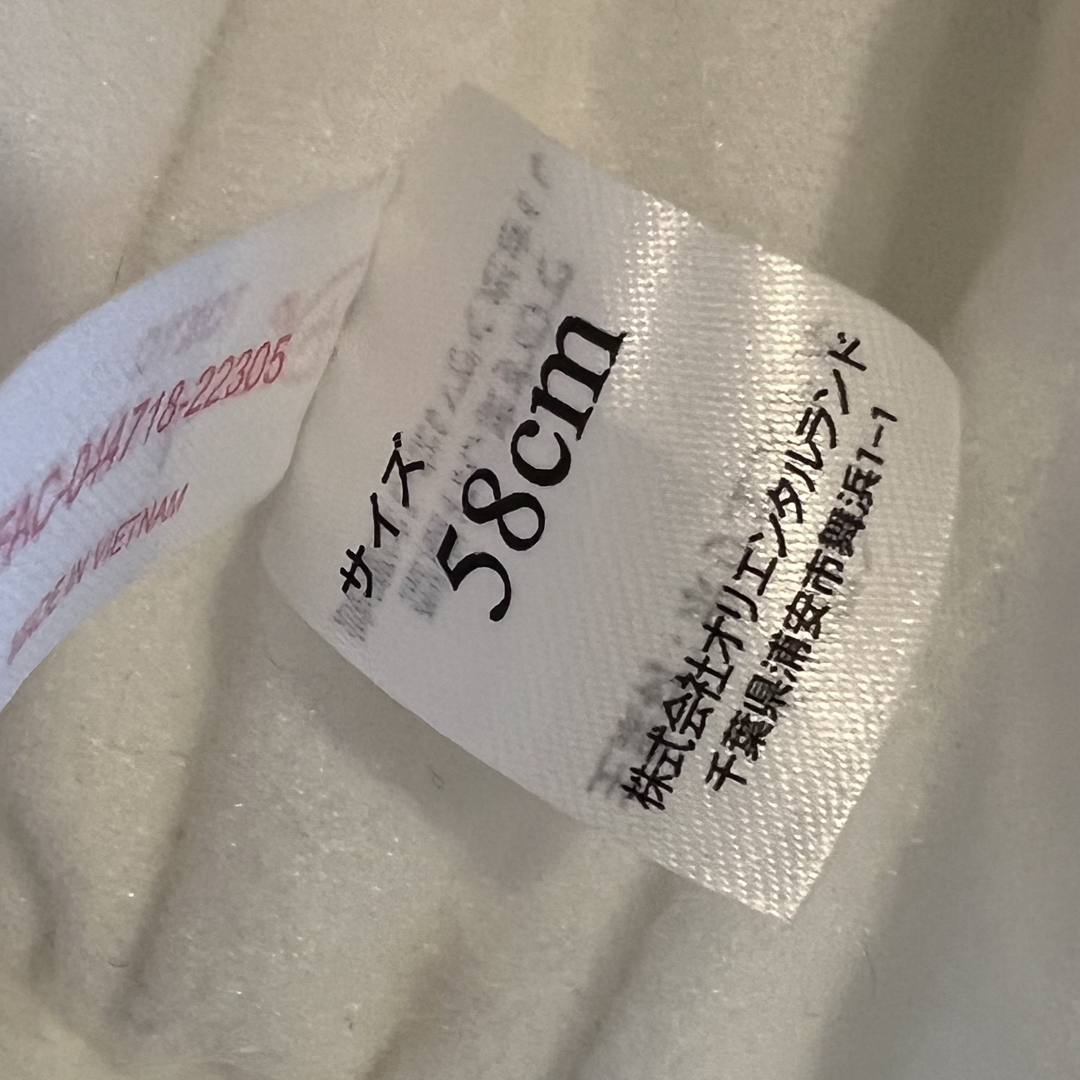 FAC-044718-22305
MADE IN VIETNAM
サイズ
58cm
株式会社オリエンタルランド
千葉県浦安市舞浜1-1